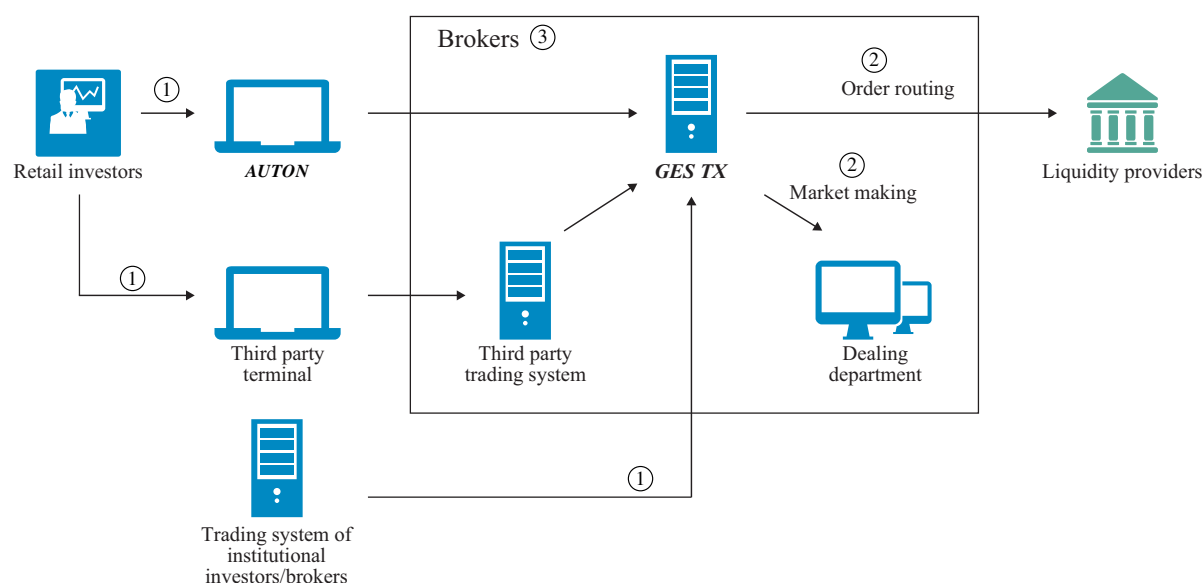 Brokers ③
①
②
Order routing
Retail investors
AUTON
GES TX
Liquidity providers
②
Market making
①
Third party
terminal
Third party
trading system
Dealing
department
①
Trading system of
institutional
investors/brokers